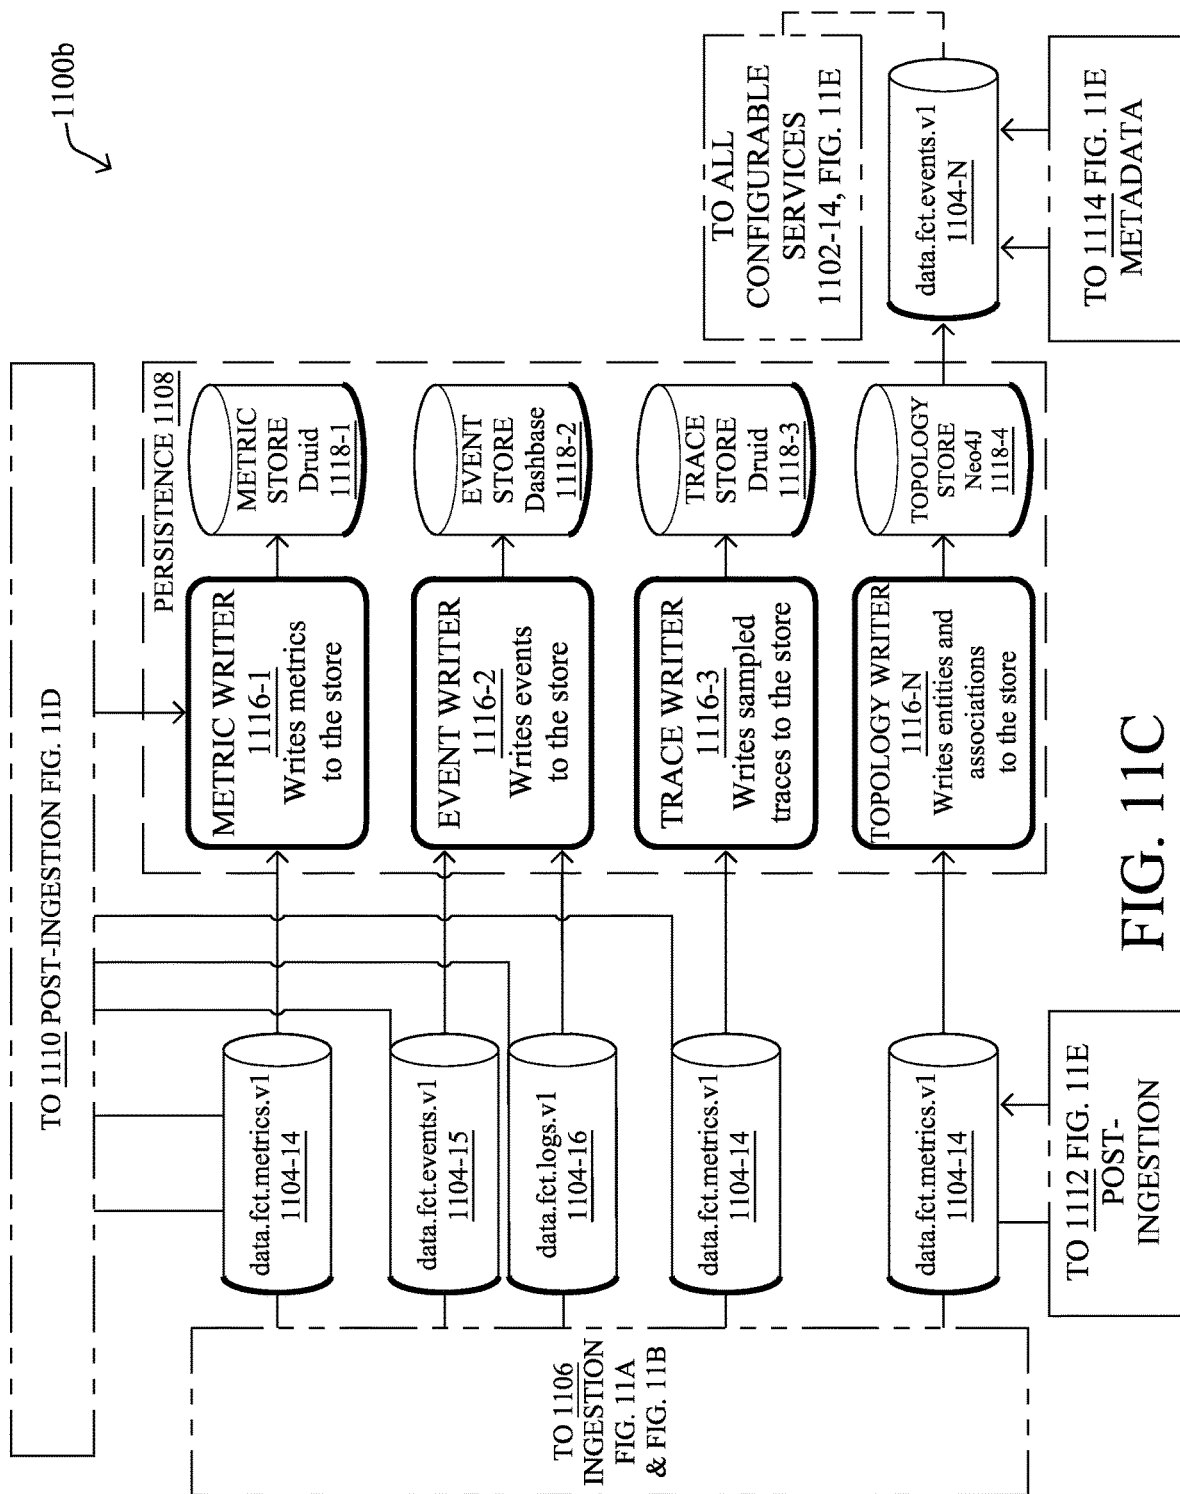 1100b
TO 1110 POST-INGESTION FIG. 11D
PERSISTENCE 1108
TO 1106
INGESTION
FIG. 11A
& FIG. 11B
data.fct.metrics.v1
1104-14
METRIC WRITER
1116-1
Writes metrics
to the store
METRIC
STORE
Druid
1118-1
data.fct.events.v1
1104-15
data.fct.logs.v1
1104-16
EVENT WRITER
1116-2
Writes events
to the store
EVENT
STORE
Dashbase
1118-2
data.fct.metrics.v1
1104-14
TRACE WRITER
1116-3
Writes sampled
traces to the store
TRACE
STORE
Druid
1118-3
data.fct.metrics.v1
1104-14
TOPOLOGY WRITER
1116-N
Writes entities and
associations
to the store
TOPOLOGY
STORE
Neo4J
1118-4
TO ALL
CONFIGURABLE
SERVICES
1102-14, FIG. 11E
data.fct.events.v1
1104-N
TO 1112 FIG. 11E
POST-
INGESTION
TO 1114 FIG. 11E
METADATA
FIG. 11C